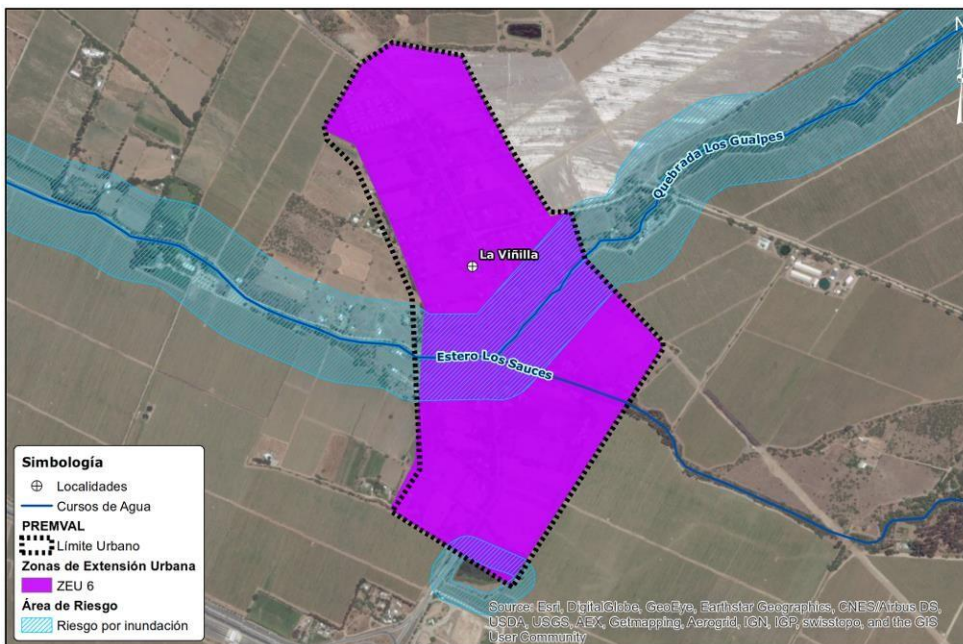 N
Quebrada Los Gualpes
La Viñilla
Estero Los Sauces
Simbología
Localidades
Cursos de Agua
PREMVAL
Límite Urbano
Zonas de Extensión Urbana
ZEU 6
Área de Riesgo
Riesgo por inundación
Source: Esri, DigitalGlobe, GeoEye, Earthstar Geographics, CNES/Airbus DS,
USDA, USGS, AEX, Getmapping, Aerogrid, IGN, IGP, swisstopo, and the GIS
User Community